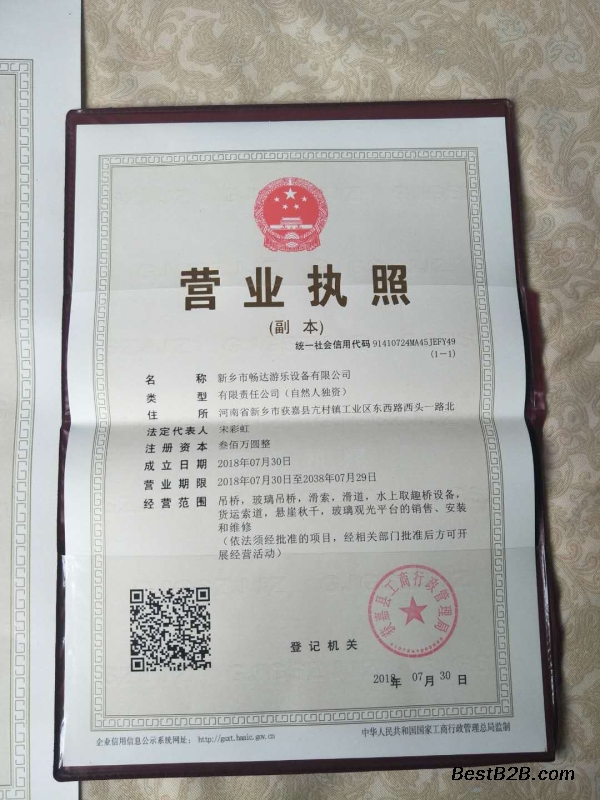 营业执照
(副 本)
统一社会信用代码 91410724MA45JEFY49
(1-1)
名 称 新乡市畅达游乐设备有限公司
类 型 有限责任公司（自然人独资）
住 所 河南省新乡市获嘉县亢村镇工业区东西路西头一路北
法定代表人 宋彩虹
注册资本 叁佰万圆整
成立日期 2018年07月30日
营业期限 2018年07月30日至2038年07月29日
经营范围 吊桥，玻璃吊桥，滑索，滑道，水上取趣桥设备，
货运索道，悬崖秋千，玻璃观光平台的销售、安装
和维修
（依法须经批准的项目，经相关部门批准后方可开
展经营活动）
获嘉县工商行政管理局
登记机关
2018年 07月 30日
企业信用信息公示系统网址： http://gsxt.haaic.gov.cn
中华人民共和国国家工商行政管理总局监制
BestB2B.com